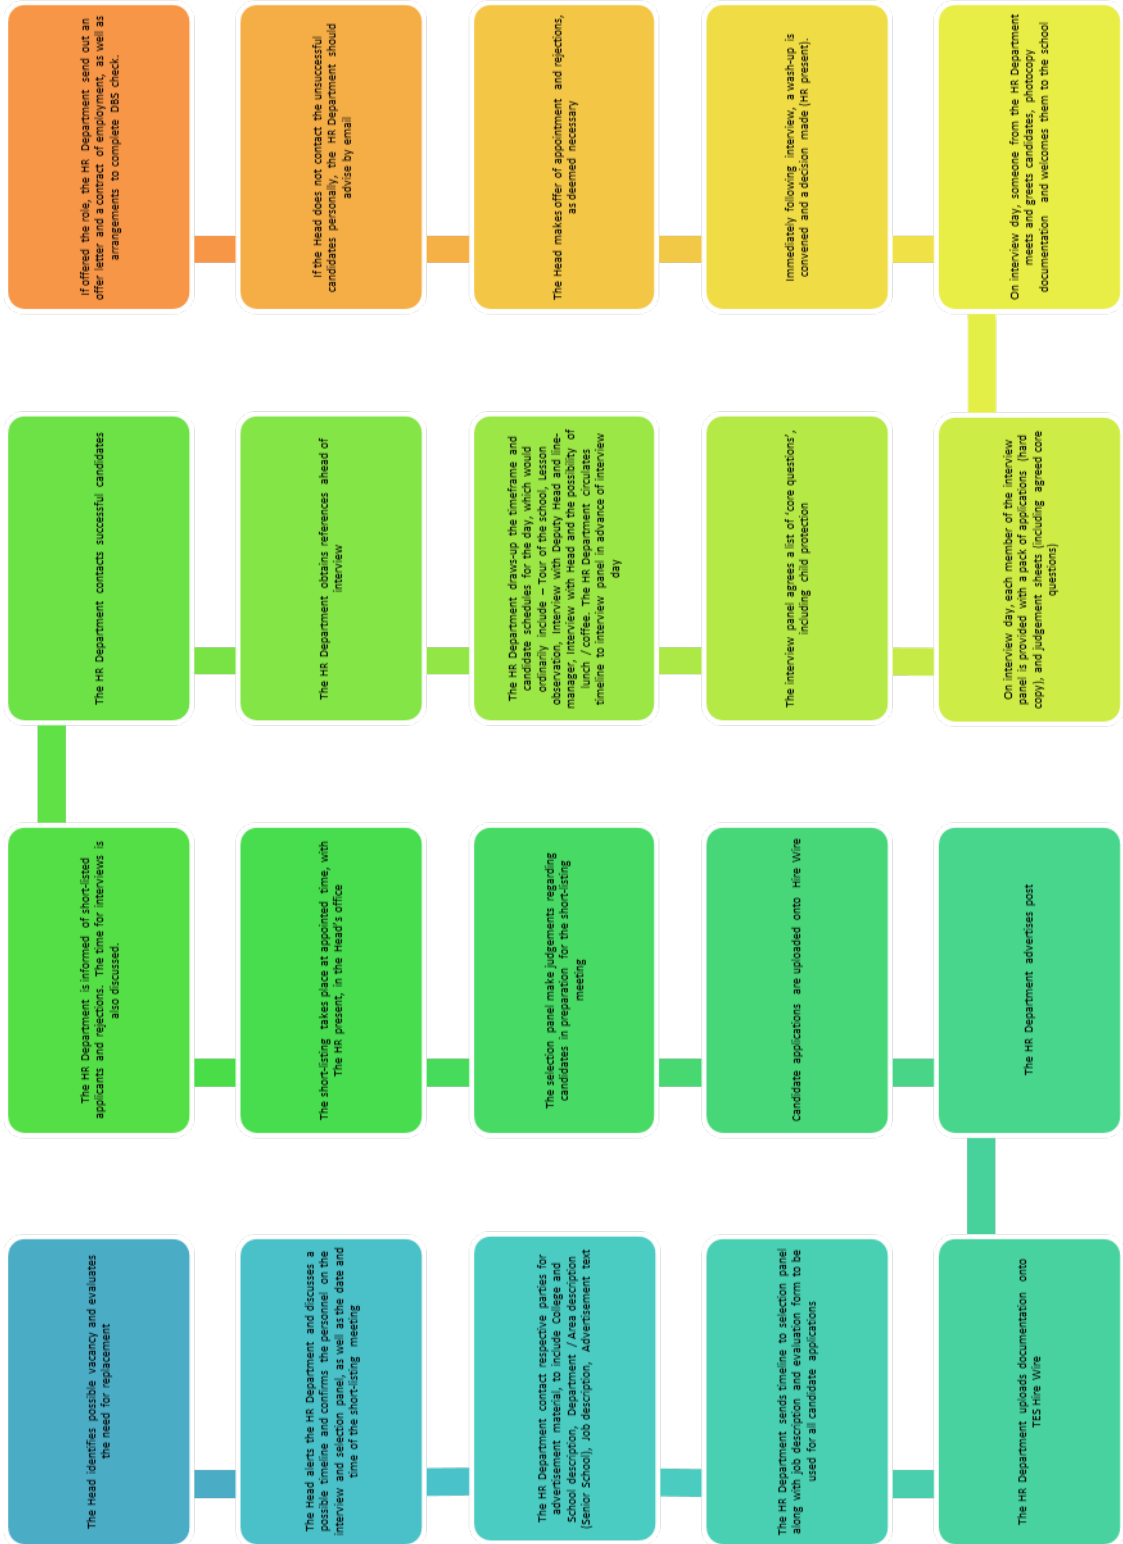 The Head identifies possible vacancy and evaluates
the need for replacement
The Head alerts the HR Department and discusses a
possible timeline and confirms the personnel on the
interview and selection panel, as well as the date and
time of the short-listing meeting
The HR Department contact respective parties for
advertisement material, to include College and
School description, Department / Area description
(Senior School), Job description, Advertisement text
The HR Department sends timeline to selection panel
along with job description and evaluation form to be
used for all candidate applications
The HR Department uploads documentation onto
TES Hire Wire
The HR Department advertises post
Candidate applications are uploaded onto Hire Wire
The selection panel make judgements regarding
candidates in preparation for the short-listing
meeting
The short-listing takes place at appointed time, with
The HR present, in the Head's office
The HR Department is informed of short-listed
applicants and rejections. The time for interviews is
also discussed.
The HR Department contacts successful candidates
The HR Department obtains references ahead of
interview
The HR Department draws-up the timeframe and
candidate schedules for the day, which would
ordinarily include – Tour of the school, Lesson
observation, Interview with Deputy Head and line-
manager, Interview with Head and the possibility of
lunch / coffee. The HR Department circulates
timeline to interview panel in advance of interview
day
The interview panel agrees a list of 'core questions',
including child protection
On interview day, each member of the interview
panel is provided with a pack of applications (hard
copy), and judgement sheets (including agreed core
questions)
On interview day, someone from the HR Department
meets and greets candidates, photocopy
documentation and welcomes them to the school
Immediately following interview, a wash-up is
convened and a decision made (HR present).
The Head makes offer of appointment and rejections,
as deemed necessary
If the Head does not contact the unsuccessful
candidates personally, the HR Department should
advise by email
If offered the role, the HR Department send out an
offer letter and a contract of employment, as well as
arrangements to complete DBS check.